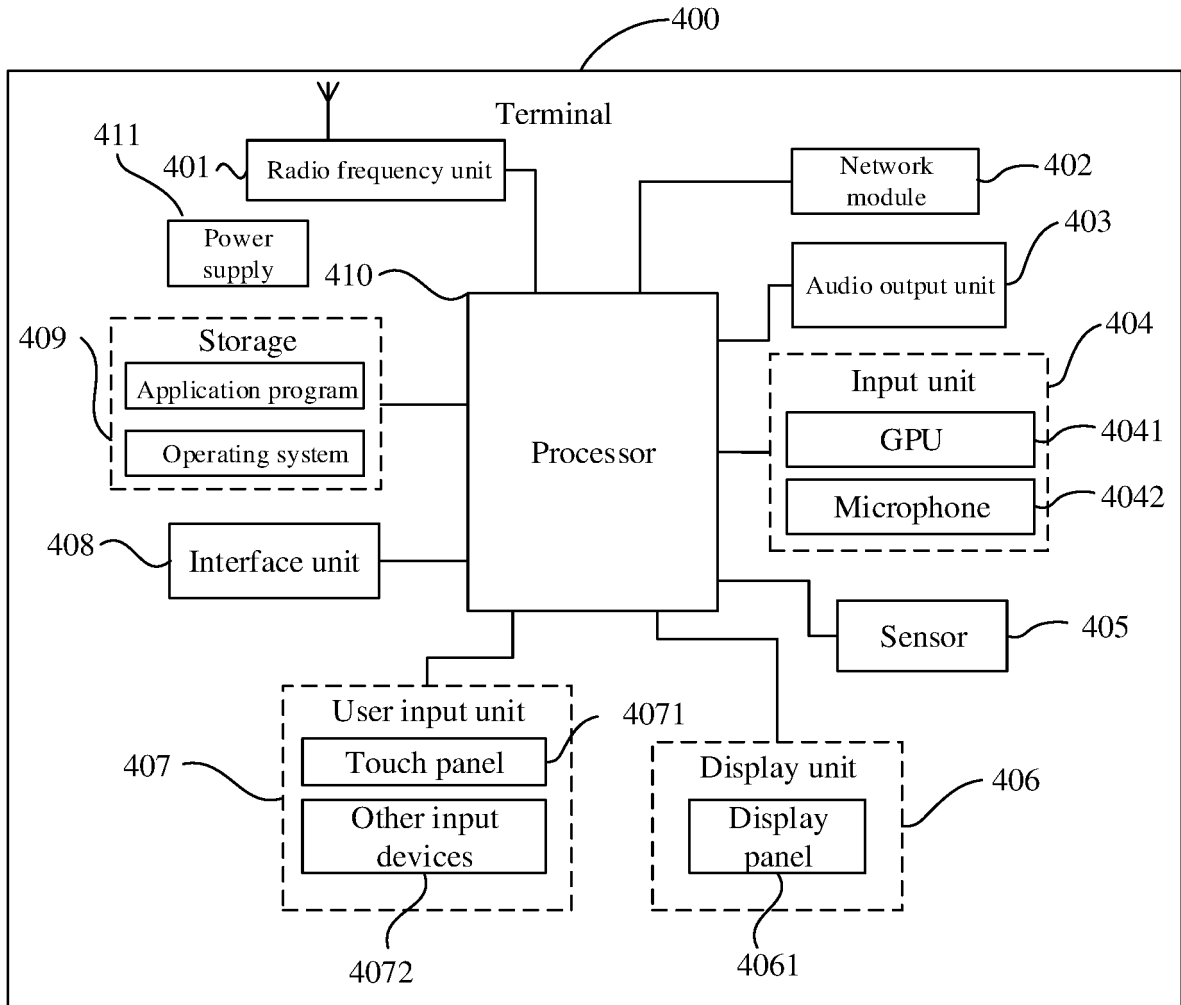 400
Terminal
411
401
Radio frequency unit
Network
module
402
Power
supply
403
Audio output unit
410
409
Storage
Application program
Operating system
404
Input unit
GPU
4041
Microphone
4042
Processor
408
Interface unit
Sensor
405
User input unit
4071
Touch panel
407
Other input
devices
4072
Display unit
406
Display
panel
4061